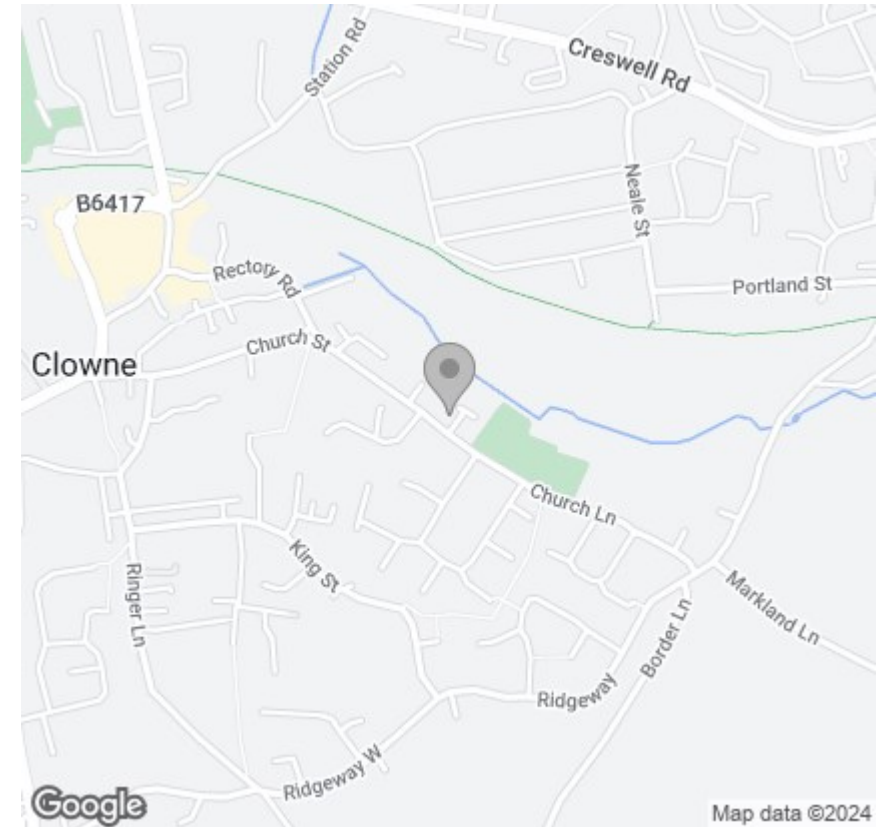 Station Rd
Creswell Rd
Neale St
B6417
Rectory Rd
Portland St
Church St
Clowne
Church Ln
King St
Ringer Ln
Markland Ln
Border Ln
Ridgeway
Ridgeway W
Google
Map data ©2024